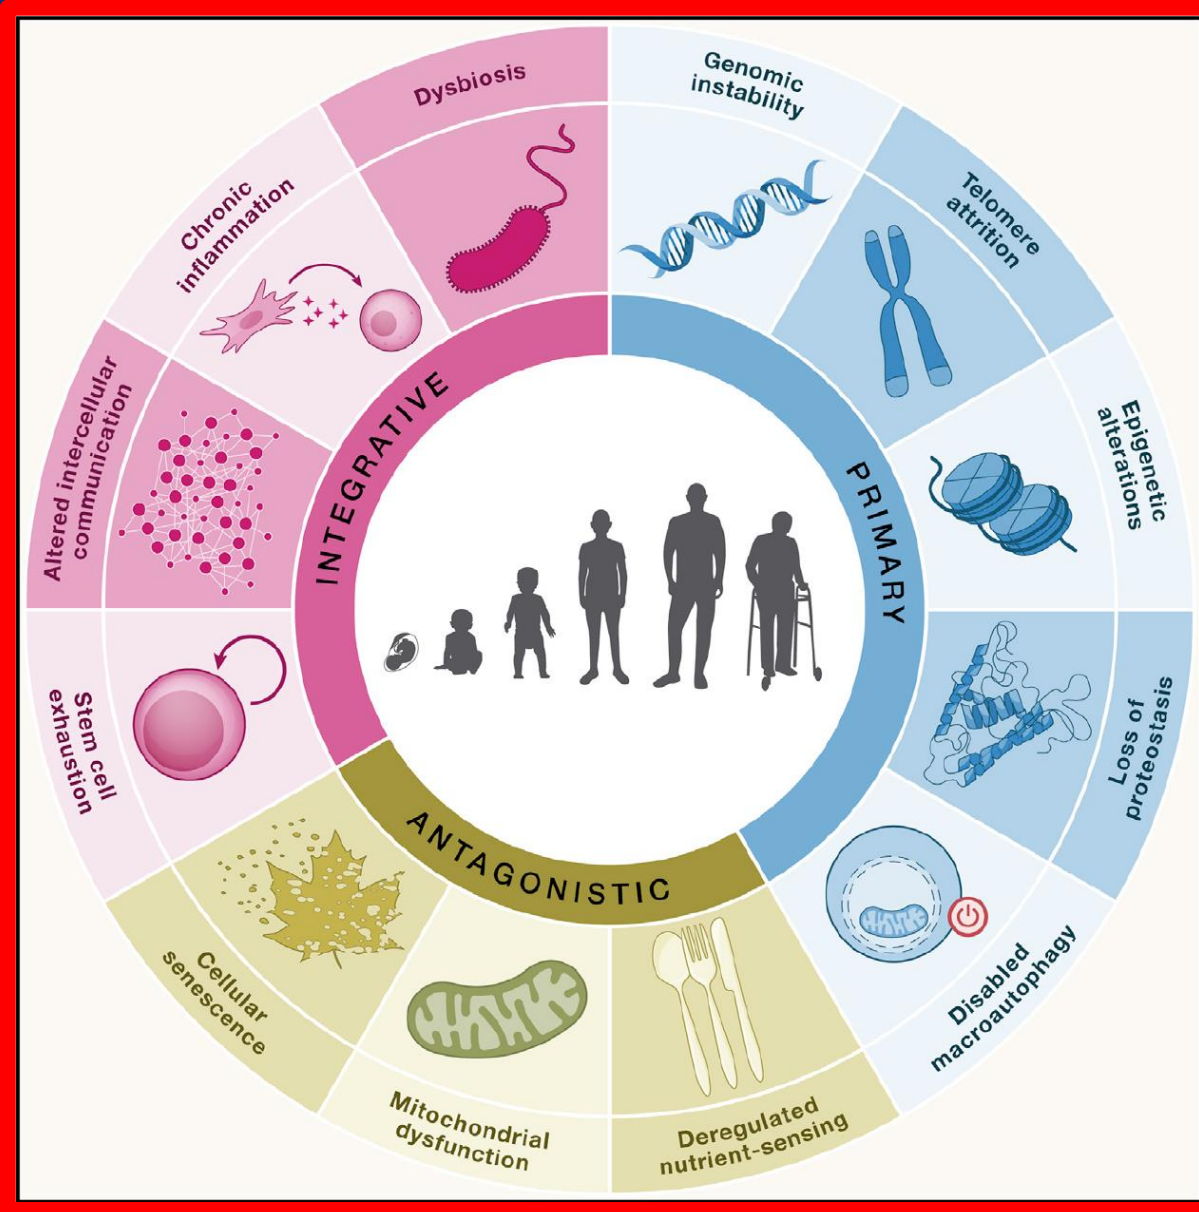 Genomic
instability
Telomere
attrition
Epigenetic
alterations
Loss of
proteostasis
Disabled
macroautophagy
Deregulated
nutrient-sensing
Mitochondrial
dysfunction
Cellular
senescence
Stem cell
exhaustion
Altered intercellular
communication
Chronic
inflammation
Dysbiosis
PRIMARY
ANTAGONISTIC
INTEGRATIVE